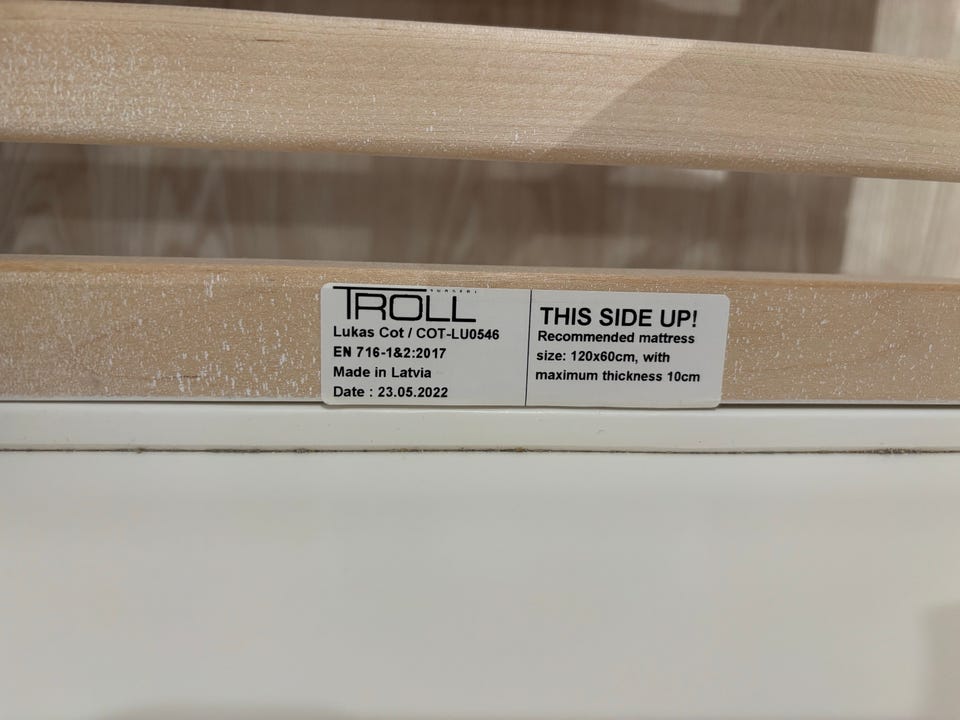 TROLL
NURSERY
Lukas Cot / COT-LU0546
EN 716-1&2:2017
Made in Latvia
Date : 23.05.2022
THIS SIDE UP!
Recommended mattress
size: 120x60cm, with
maximum thickness 10cm